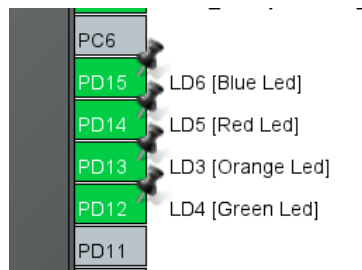 PC6
PD15 LD6 [Blue Led]
PD14 LD5 [Red Led]
PD13 LD3 [Orange Led]
PD12 LD4 [Green Led]
PD11